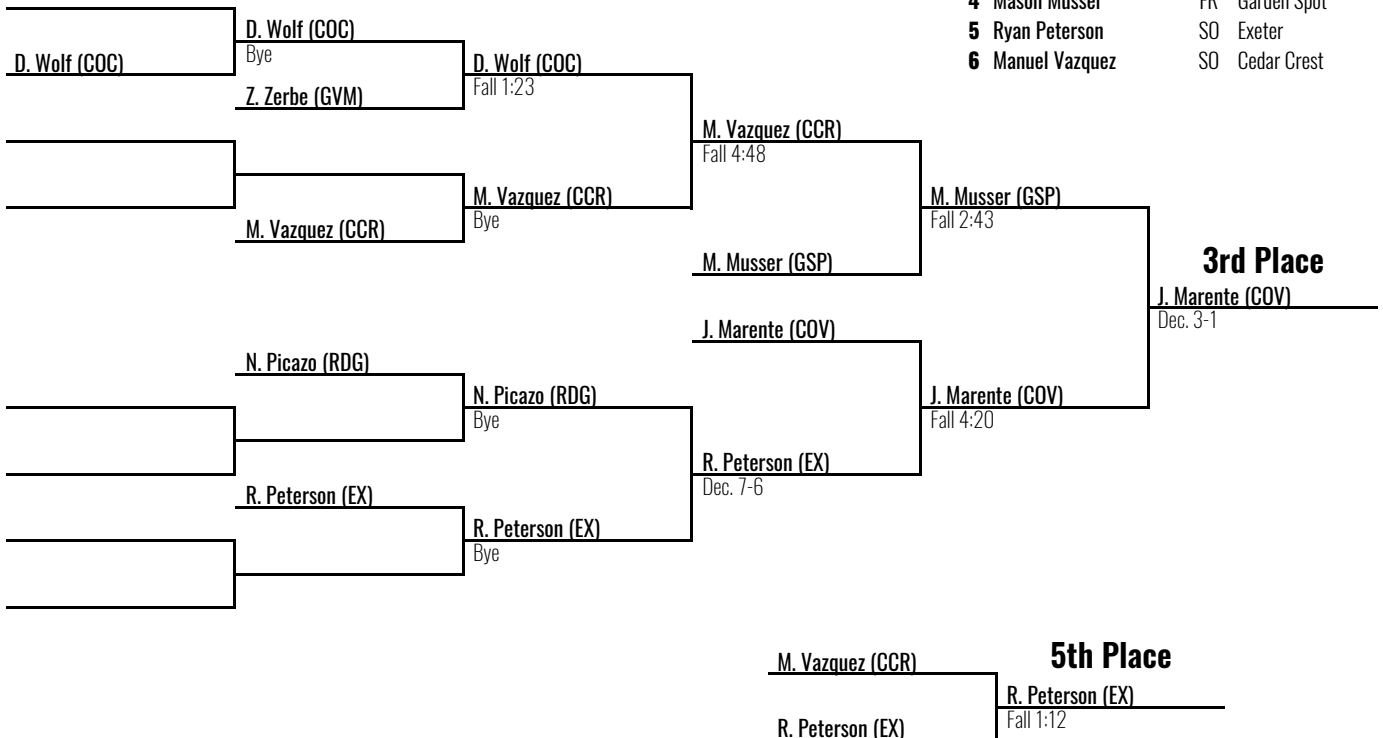 4 Mason Musser FR Garden Spot
5 Ryan Peterson SO Exeter
6 Manuel Vazquez SO Cedar Crest
D. Wolf (COC)
D. Wolf (COC)
Bye
Z. Zerbe (GVM)
D. Wolf (COC)
Fall 1:23
M. Vazquez (CCR)
M. Vazquez (CCR)
Bye
M. Vazquez (CCR)
Fall 4:48
M. Musser (GSP)
M. Musser (GSP)
Fall 2:43
3rd Place
J. Marente (COV)
Dec. 3-1
J. Marente (COV)
J. Marente (COV)
Fall 4:20
N. Picazo (RDG)
N. Picazo (RDG)
Bye
R. Peterson (EX)
Dec. 7-6
R. Peterson (EX)
R. Peterson (EX)
Bye
5th Place
M. Vazquez (CCR)
R. Peterson (EX)
Fall 1:12
R. Peterson (EX)